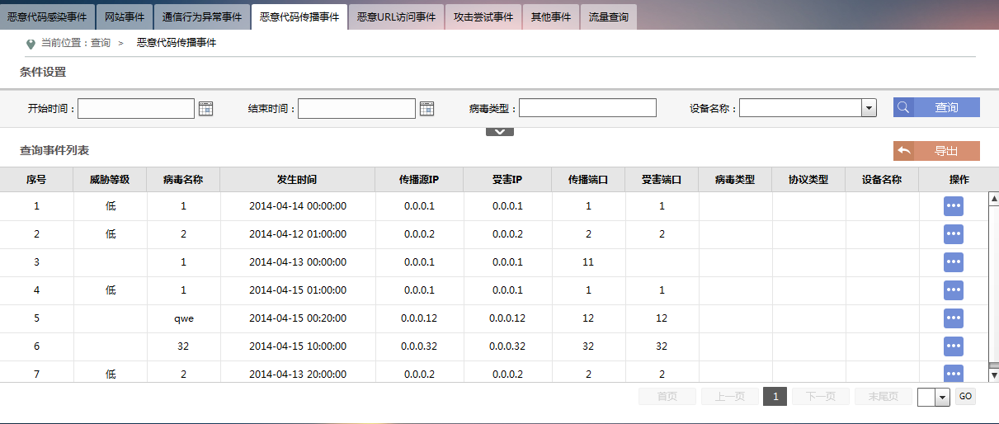 恶意代码感染事件 网站事件 通信行为异常事件 恶意代码传播事件 恶意URL访问事件 攻击尝试事件 其他事件 流量查询
当前位置：查询 > 恶意代码传播事件
条件设置
开始时间： 结束时间： 病毒类型： 设备名称： 查询
查询事件列表 导出
序号 威胁等级 病毒名称 发生时间 传播源IP 受害IP 传播端口 受害端口 病毒类型 协议类型 设备名称 操作
1 低 1 2014-04-14 00:00:00 0.0.0.1 0.0.0.1 1 1
2 低 2 2014-04-12 01:00:00 0.0.0.2 0.0.0.2 2 2
3 1 2014-04-13 00:00:00 0.0.0.1 0.0.0.1 11
4 低 1 2014-04-15 01:00:00 0.0.0.1 0.0.0.1 1 1
5 qwe 2014-04-15 00:20:00 0.0.0.12 0.0.0.12 12 12
6 32 2014-04-15 10:00:00 0.0.0.32 0.0.0.32 32 32
7 低 2 2014-04-13 20:00:00 0.0.0.2 0.0.0.2 2 2
首页 上一页 1 下一页 末尾页 GO